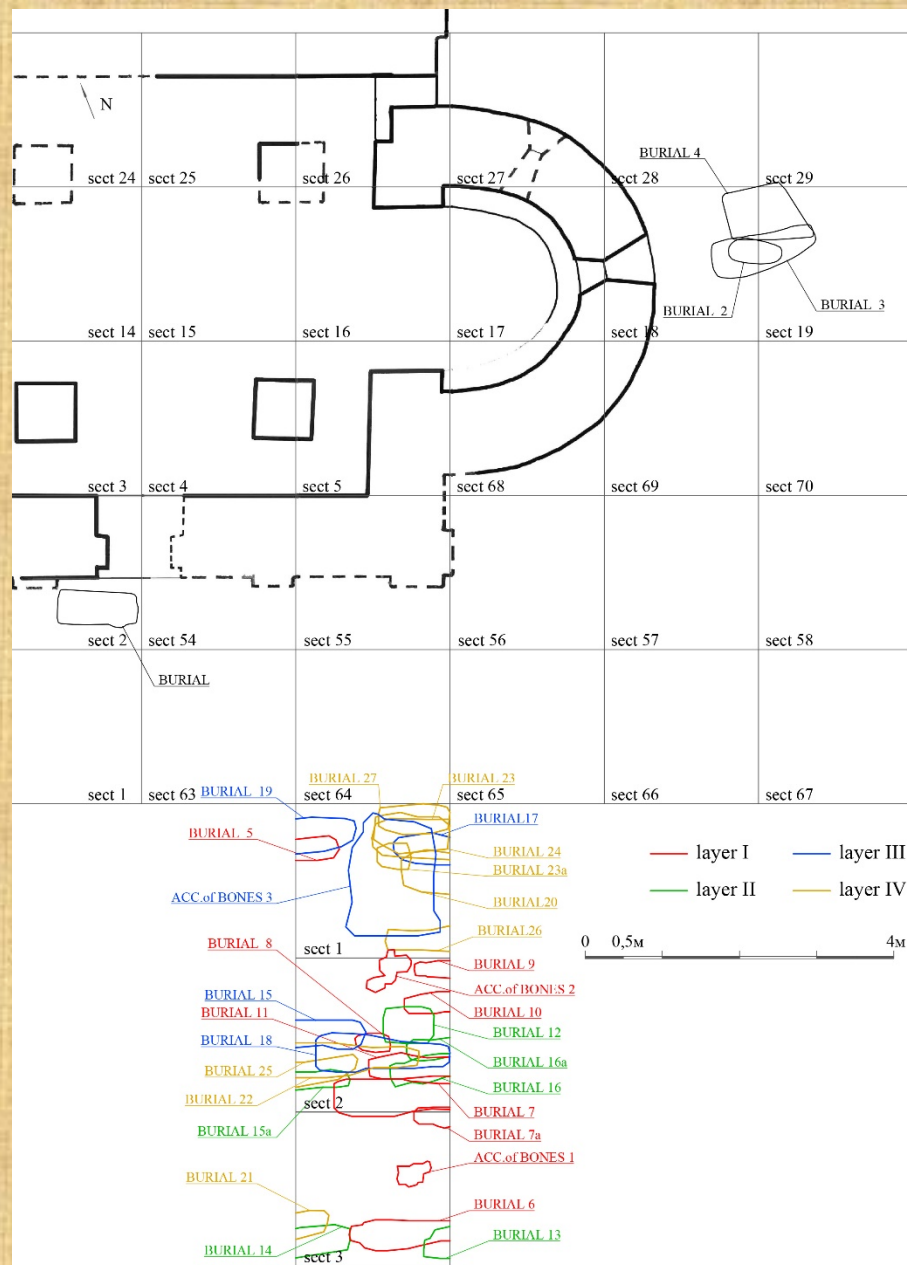 N
BURIAL 4
sect 24 sect 25 sect 26 sect 27 sect 28 sect 29
BURIAL 2 BURIAL 3
sect 14 sect 15 sect 16 sect 17 sect 18 sect 19
sect 3 sect 4 sect 5 sect 68 sect 69 sect 70
sect 2 sect 54 sect 55 sect 56 sect 57 sect 58
BURIAL
BURIAL 27 BURIAL 23
sect 1 sect 63 BURIAL 19 sect 64 sect 65 sect 66 sect 67
BURIAL17
BURIAL 5
BURIAL 24
layer I layer III
BURIAL 23a
ACC.of BONES 3
BURIAL20
layer II layer IV
BURIAL26
BURIAL 8
sect 1
0 0,5м 4м
BURIAL 9
ACC.of BONES 2
BURIAL 15
BURIAL 10
BURIAL 11
BURIAL 12
BURIAL 18
BURIAL 16a
BURIAL 25
BURIAL 16
BURIAL 22
sect 2
BURIAL 7
BURIAL 15a
BURIAL 7a
ACC.of BONES 1
BURIAL 21
BURIAL 6
BURIAL 14
BURIAL 13
sect 3